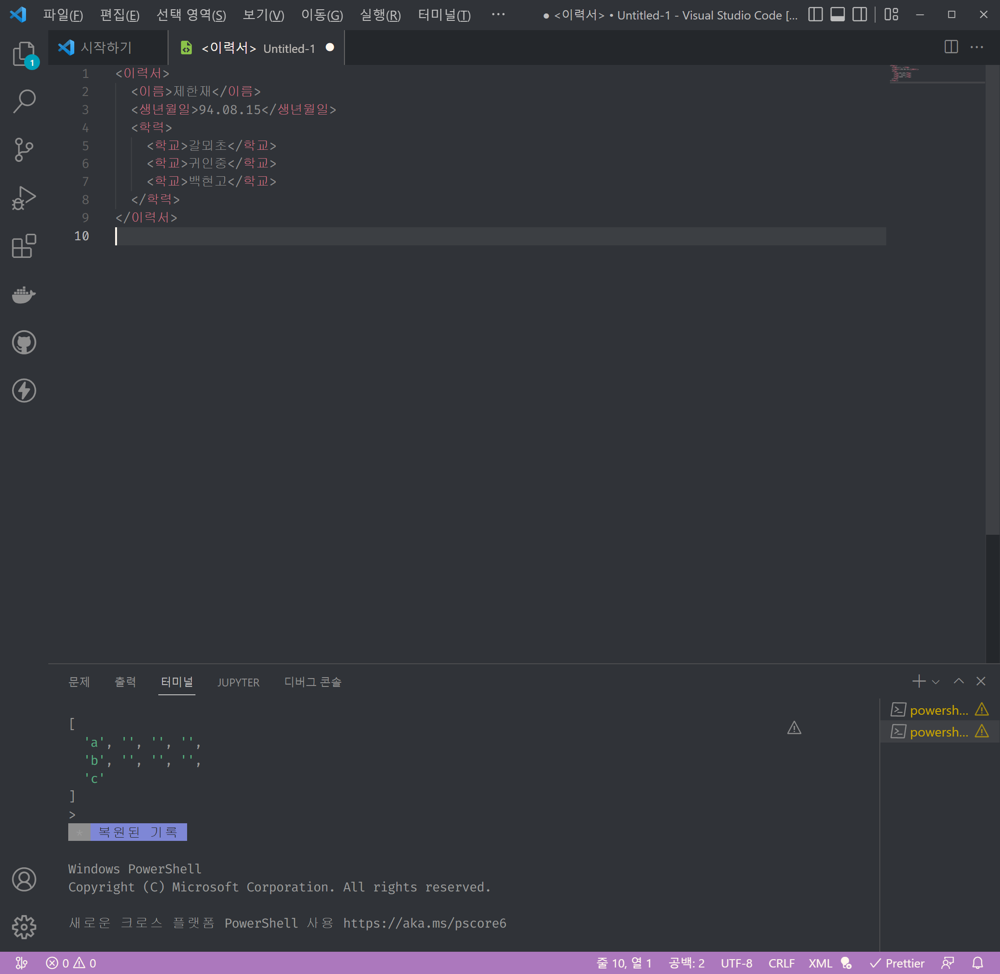 파일(F) 편집(E) 선택 영역(S) 보기(V) 이동(G) 실행(R) 터미널(T) ··· ● <이력서> • Untitled-1 - Visual Studio Code [...
시작하기 <이력서> Untitled-1 ●
1
1 <이력서>
2 <이름>제한재</이름>
3 <생년월일>94.08.15</생년월일>
4 <학력>
5 <학교>갈뫼초</학교>
6 <학교>귀인중</학교>
7 <학교>백현고</학교>
8 </학력>
9 </이력서>
10
문제 출력 터미널 JUPYTER 디버그 콘솔
powersh...
powersh...
[
'a', '', '', '',
'b', '', '', '',
'c'
]
>
* 복원된 기록
Windows PowerShell
Copyright (C) Microsoft Corporation. All rights reserved.
새로운 크로스 플랫폼 PowerShell 사용 https://aka.ms/pscore6
0 0 줄 10, 열 1 공백: 2 UTF-8 CRLF XML Prettier